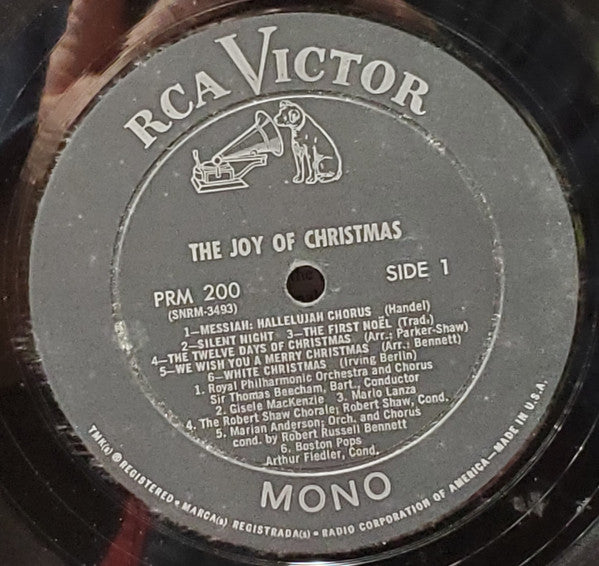 RCA VICTOR
THE JOY OF CHRISTMAS
PRM 200
(SNRM-3493)
SIDE 1
1—MESSIAH: HALLELUJAH CHORUS (Handel)
2—SILENT NIGHT 3—THE FIRST NOËL (Trad.)
4—THE TWELVE DAYS OF CHRISTMAS (Arr.: Parker-Shaw)
5—WE WISH YOU A MERRY CHRISTMAS (Arr.: Bennett)
6—WHITE CHRISTMAS (Irving Berlin)
1. Royal Philharmonic Orchestra and Chorus
Sir Thomas Beecham, Bart., Conductor
2. Gisele MacKenzie 3. Mario Lanza
4. The Robert Shaw Chorale; Robert Shaw, Cond.
5. Marian Anderson; Orch. and Chorus
cond. by Robert Russell Bennett
6. Boston Pops
Arthur Fiedler, Cond.
MONO
TMK(s) ® REGISTERED • MARCA(s) REGISTRADA(s) • RADIO CORPORATION OF AMERICA—MADE IN U.S.A.